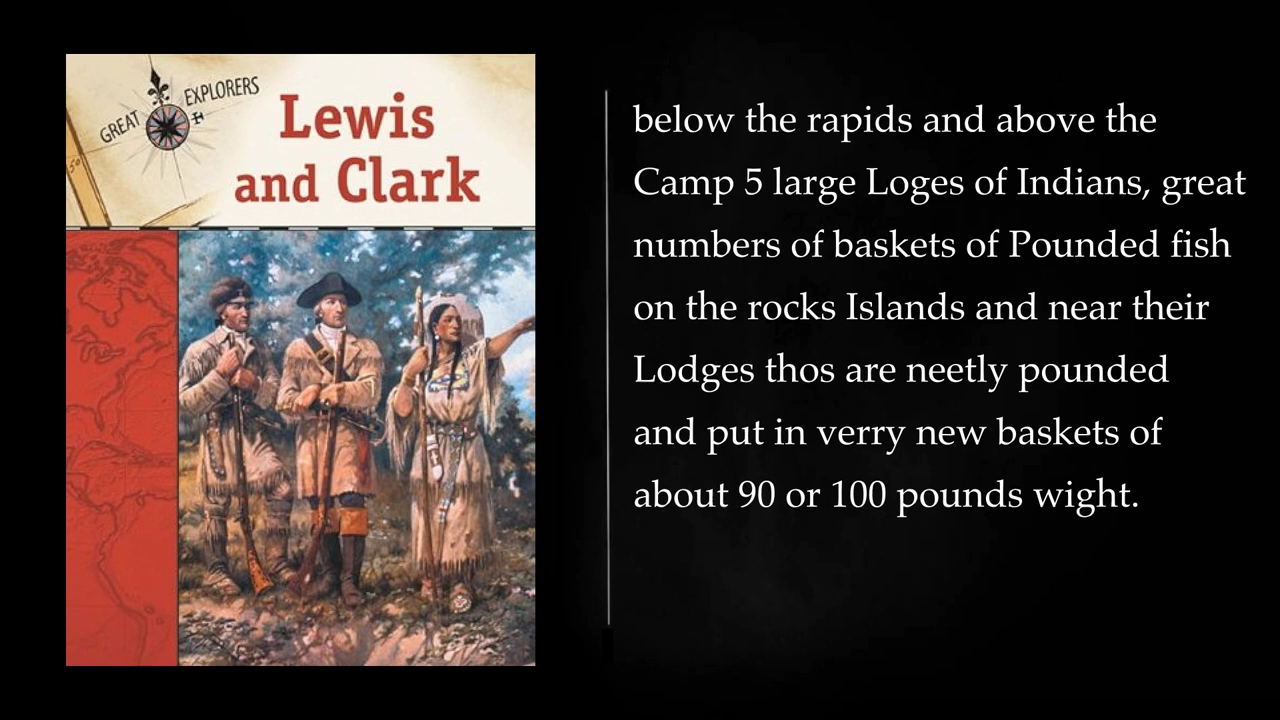 GREAT EXPLORERS
Lewis
and Clark
below the rapids and above the
Camp 5 large Loges of Indians, great
numbers of baskets of Pounded fish
on the rocks Islands and near their
Lodges thos are neetly pounded
and put in verry new baskets of
about 90 or 100 pounds wight.